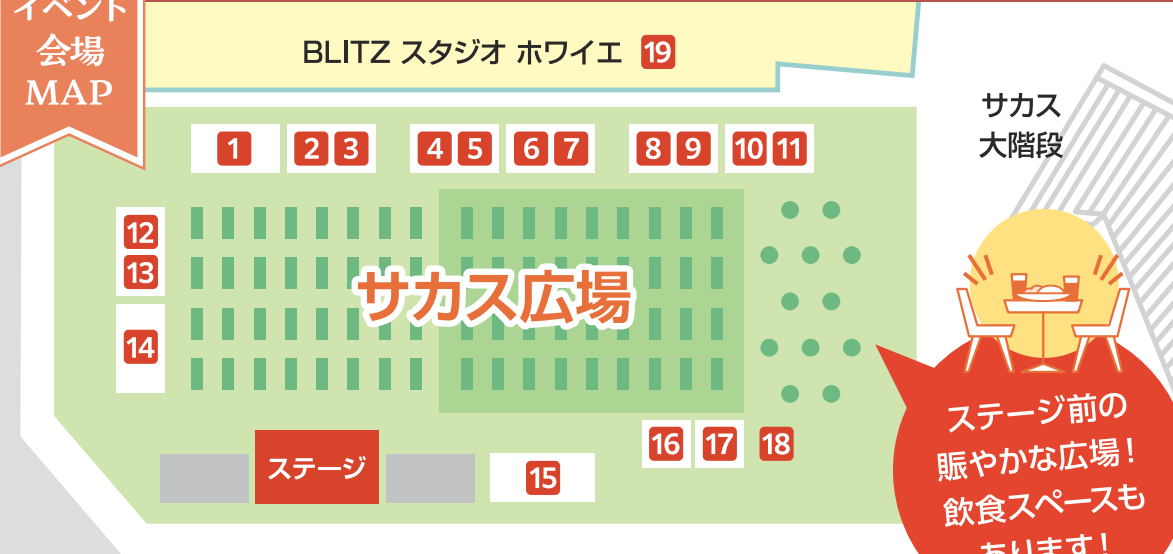 イベント
会場
MAP
BLITZ スタジオ ホワイエ 19
サカス
大階段
1 2 3 4 5 6 7 8 9 10 11
12
13
14
サカス広場
ステージ
15
16 17 18
ステージ前の
賑やかな広場！
飲食スペースも
あります！